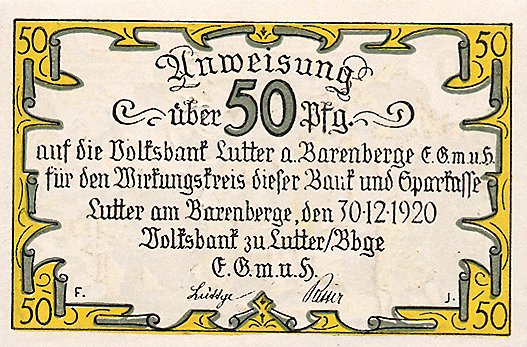 50 50
Anweisung
über 50 Pfg.
auf die Volksbank Lutter a. Barenberge E.G.m.u.H.
für den Wirkungskreis dieser Bank und Sparkasse
Lutter am Barenberge, den 30·12·1920
Volksbank zu Lutter/Bbge
E.G.m.u.H.
F. J.
50 50